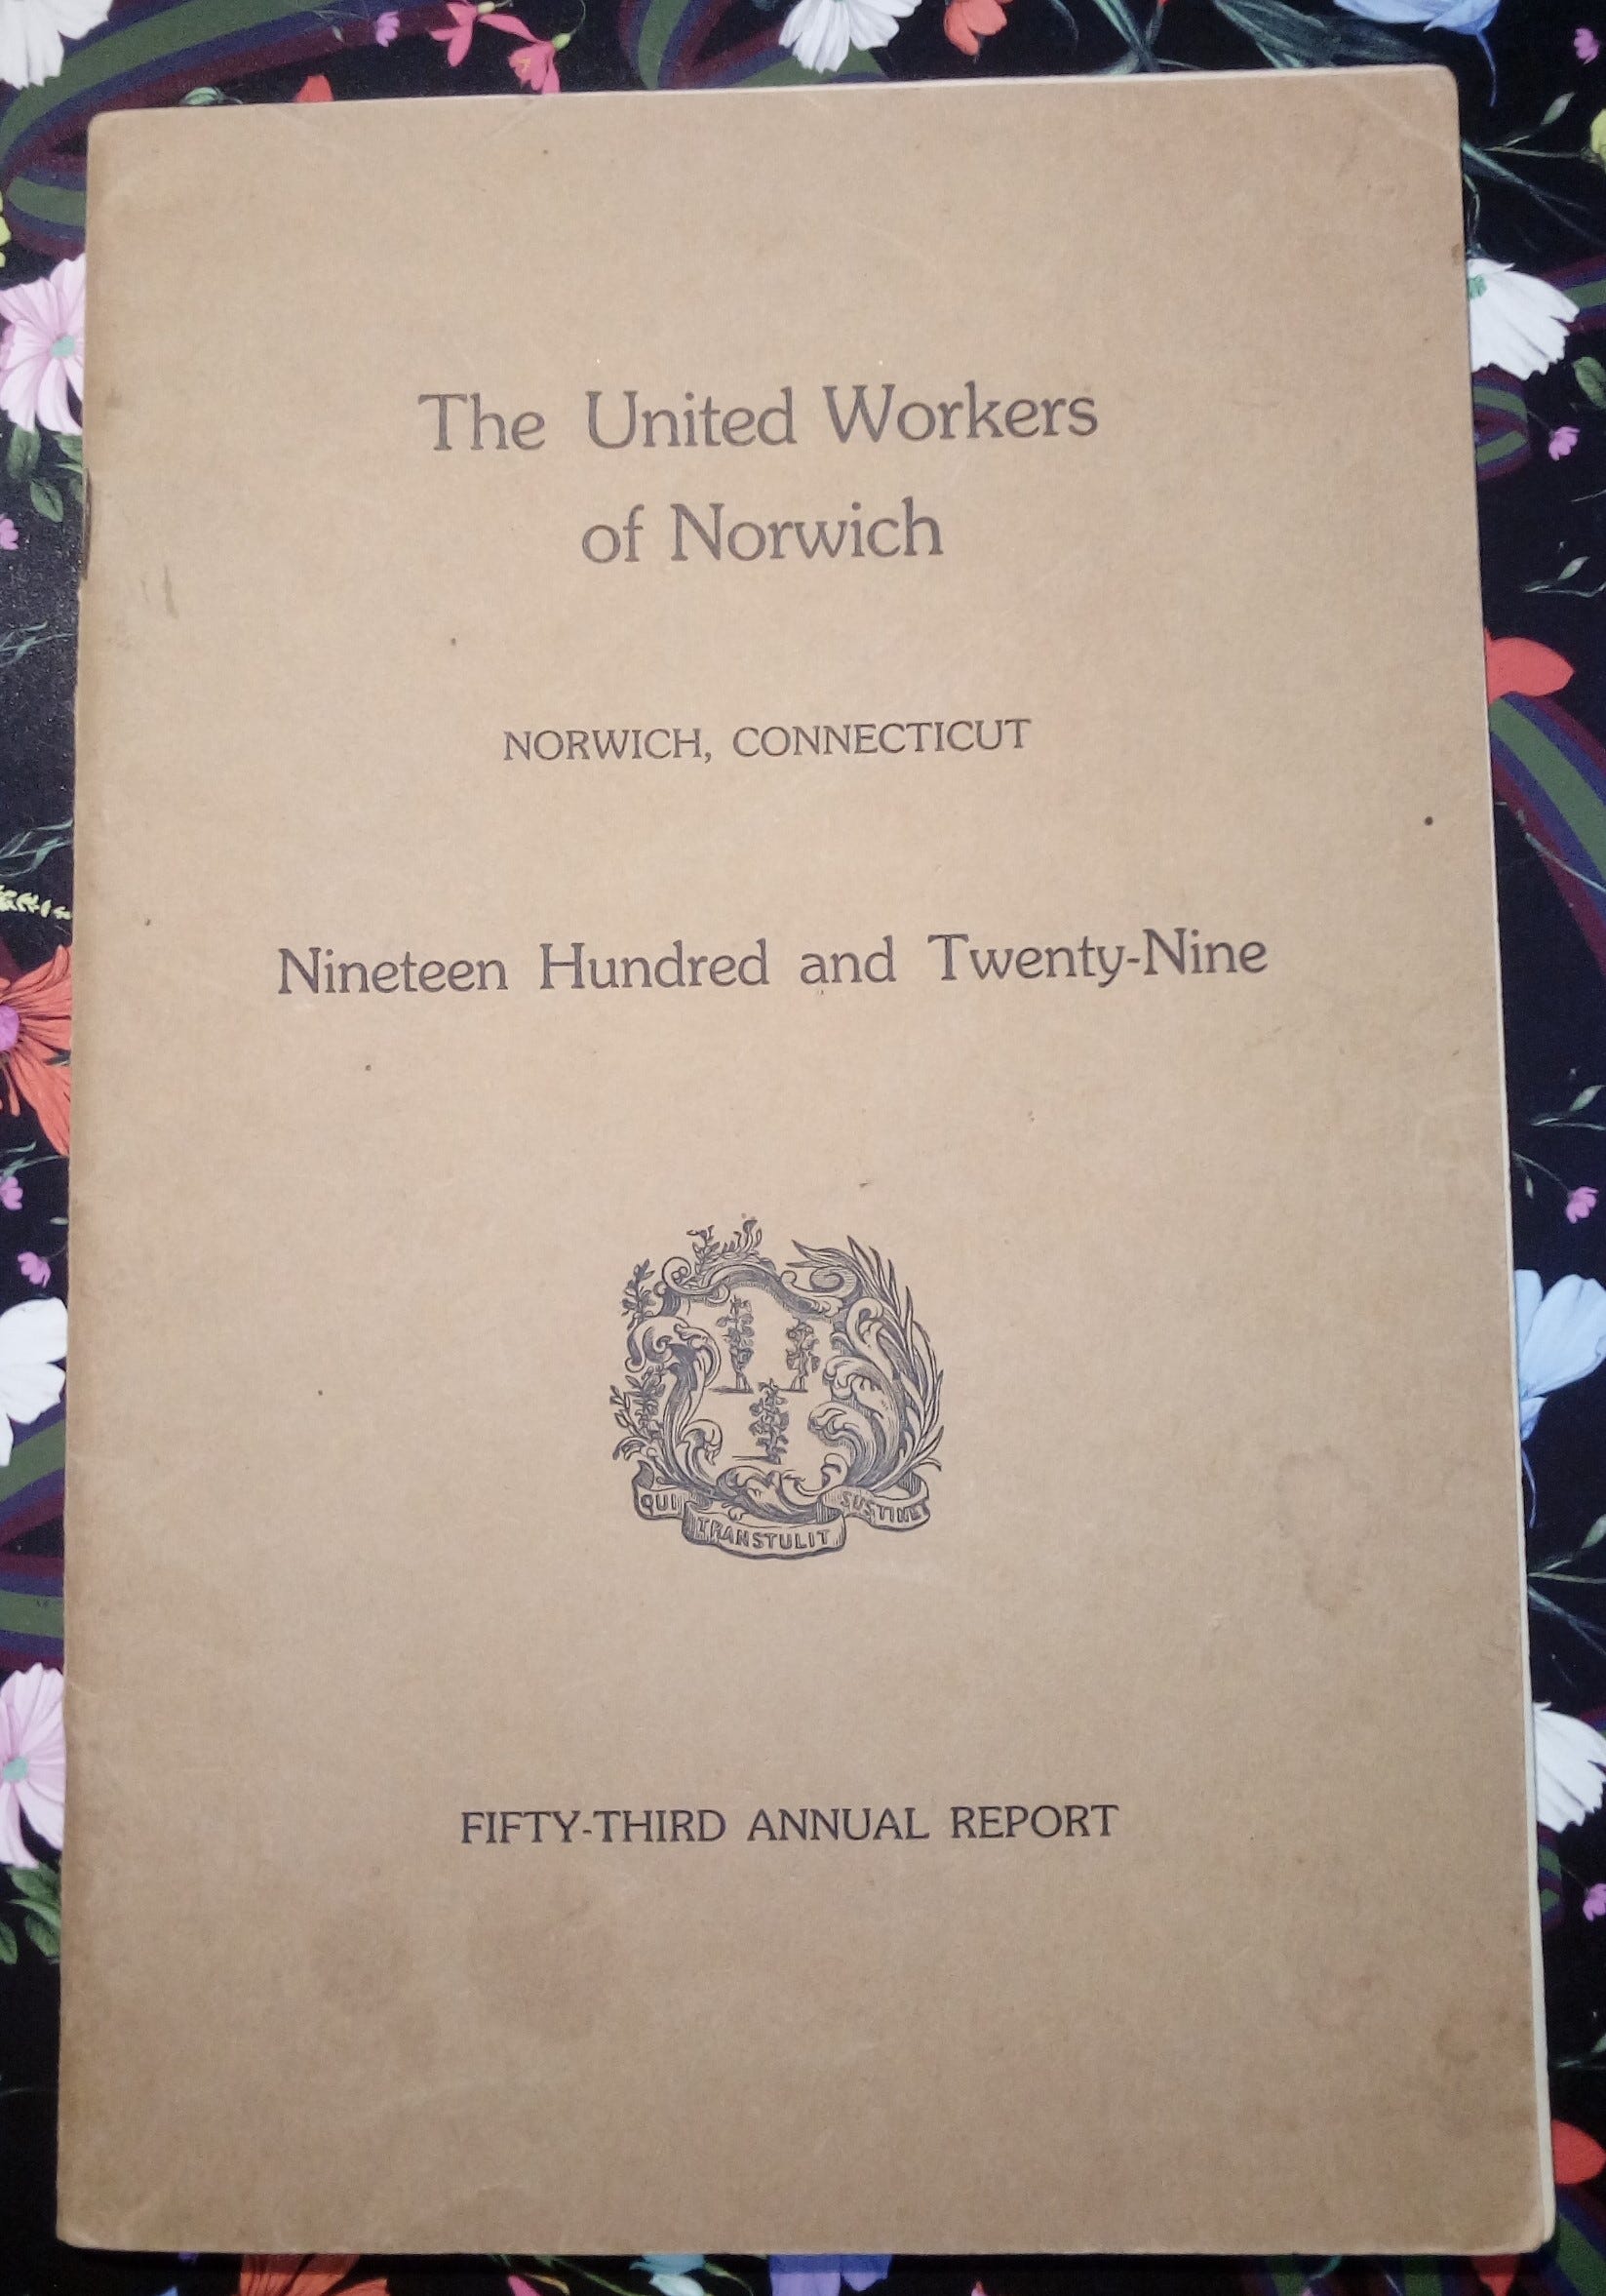 The United Workers
of Norwich
NORWICH, CONNECTICUT
Nineteen Hundred and Twenty-Nine
QUI TRANSTULIT SUSTINET
FIFTY-THIRD ANNUAL REPORT